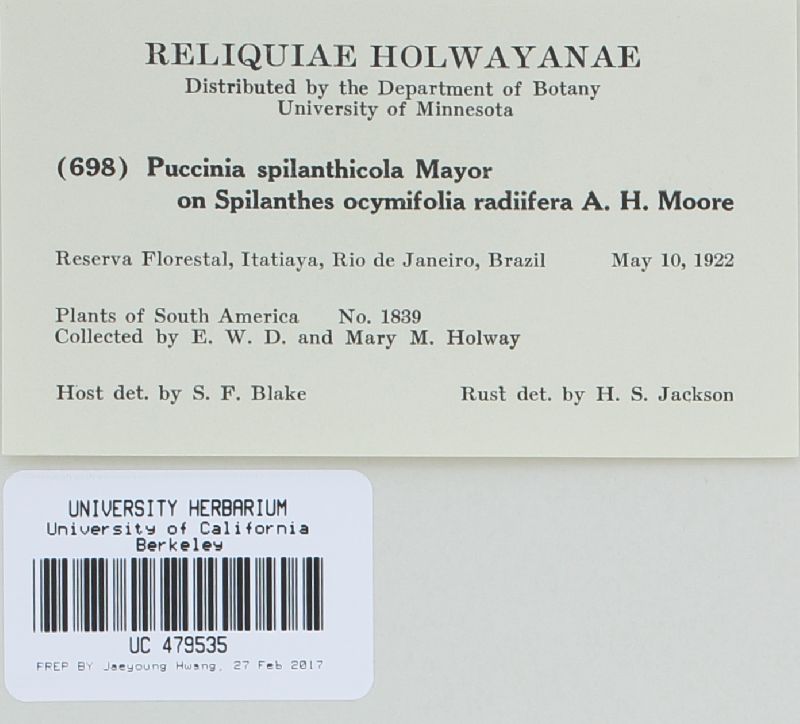 RELIQUIAE HOLWAYANAE
Distributed by the Department of Botany
University of Minnesota
(698) Puccinia spilanthicola Mayor
on Spilanthes ocymifolia radiifera A. H. Moore
Reserva Florestal, Itatiaya, Rio de Janeiro, Brazil May 10, 1922
Plants of South America No. 1839
Collected by E. W. D. and Mary M. Holway
Host det. by S. F. Blake Rust det. by H. S. Jackson
UNIVERSITY HERBARIUM
University of California
Berkeley
UC 479535
PREP BY Jaeyoung Hwang, 27 Feb 2017